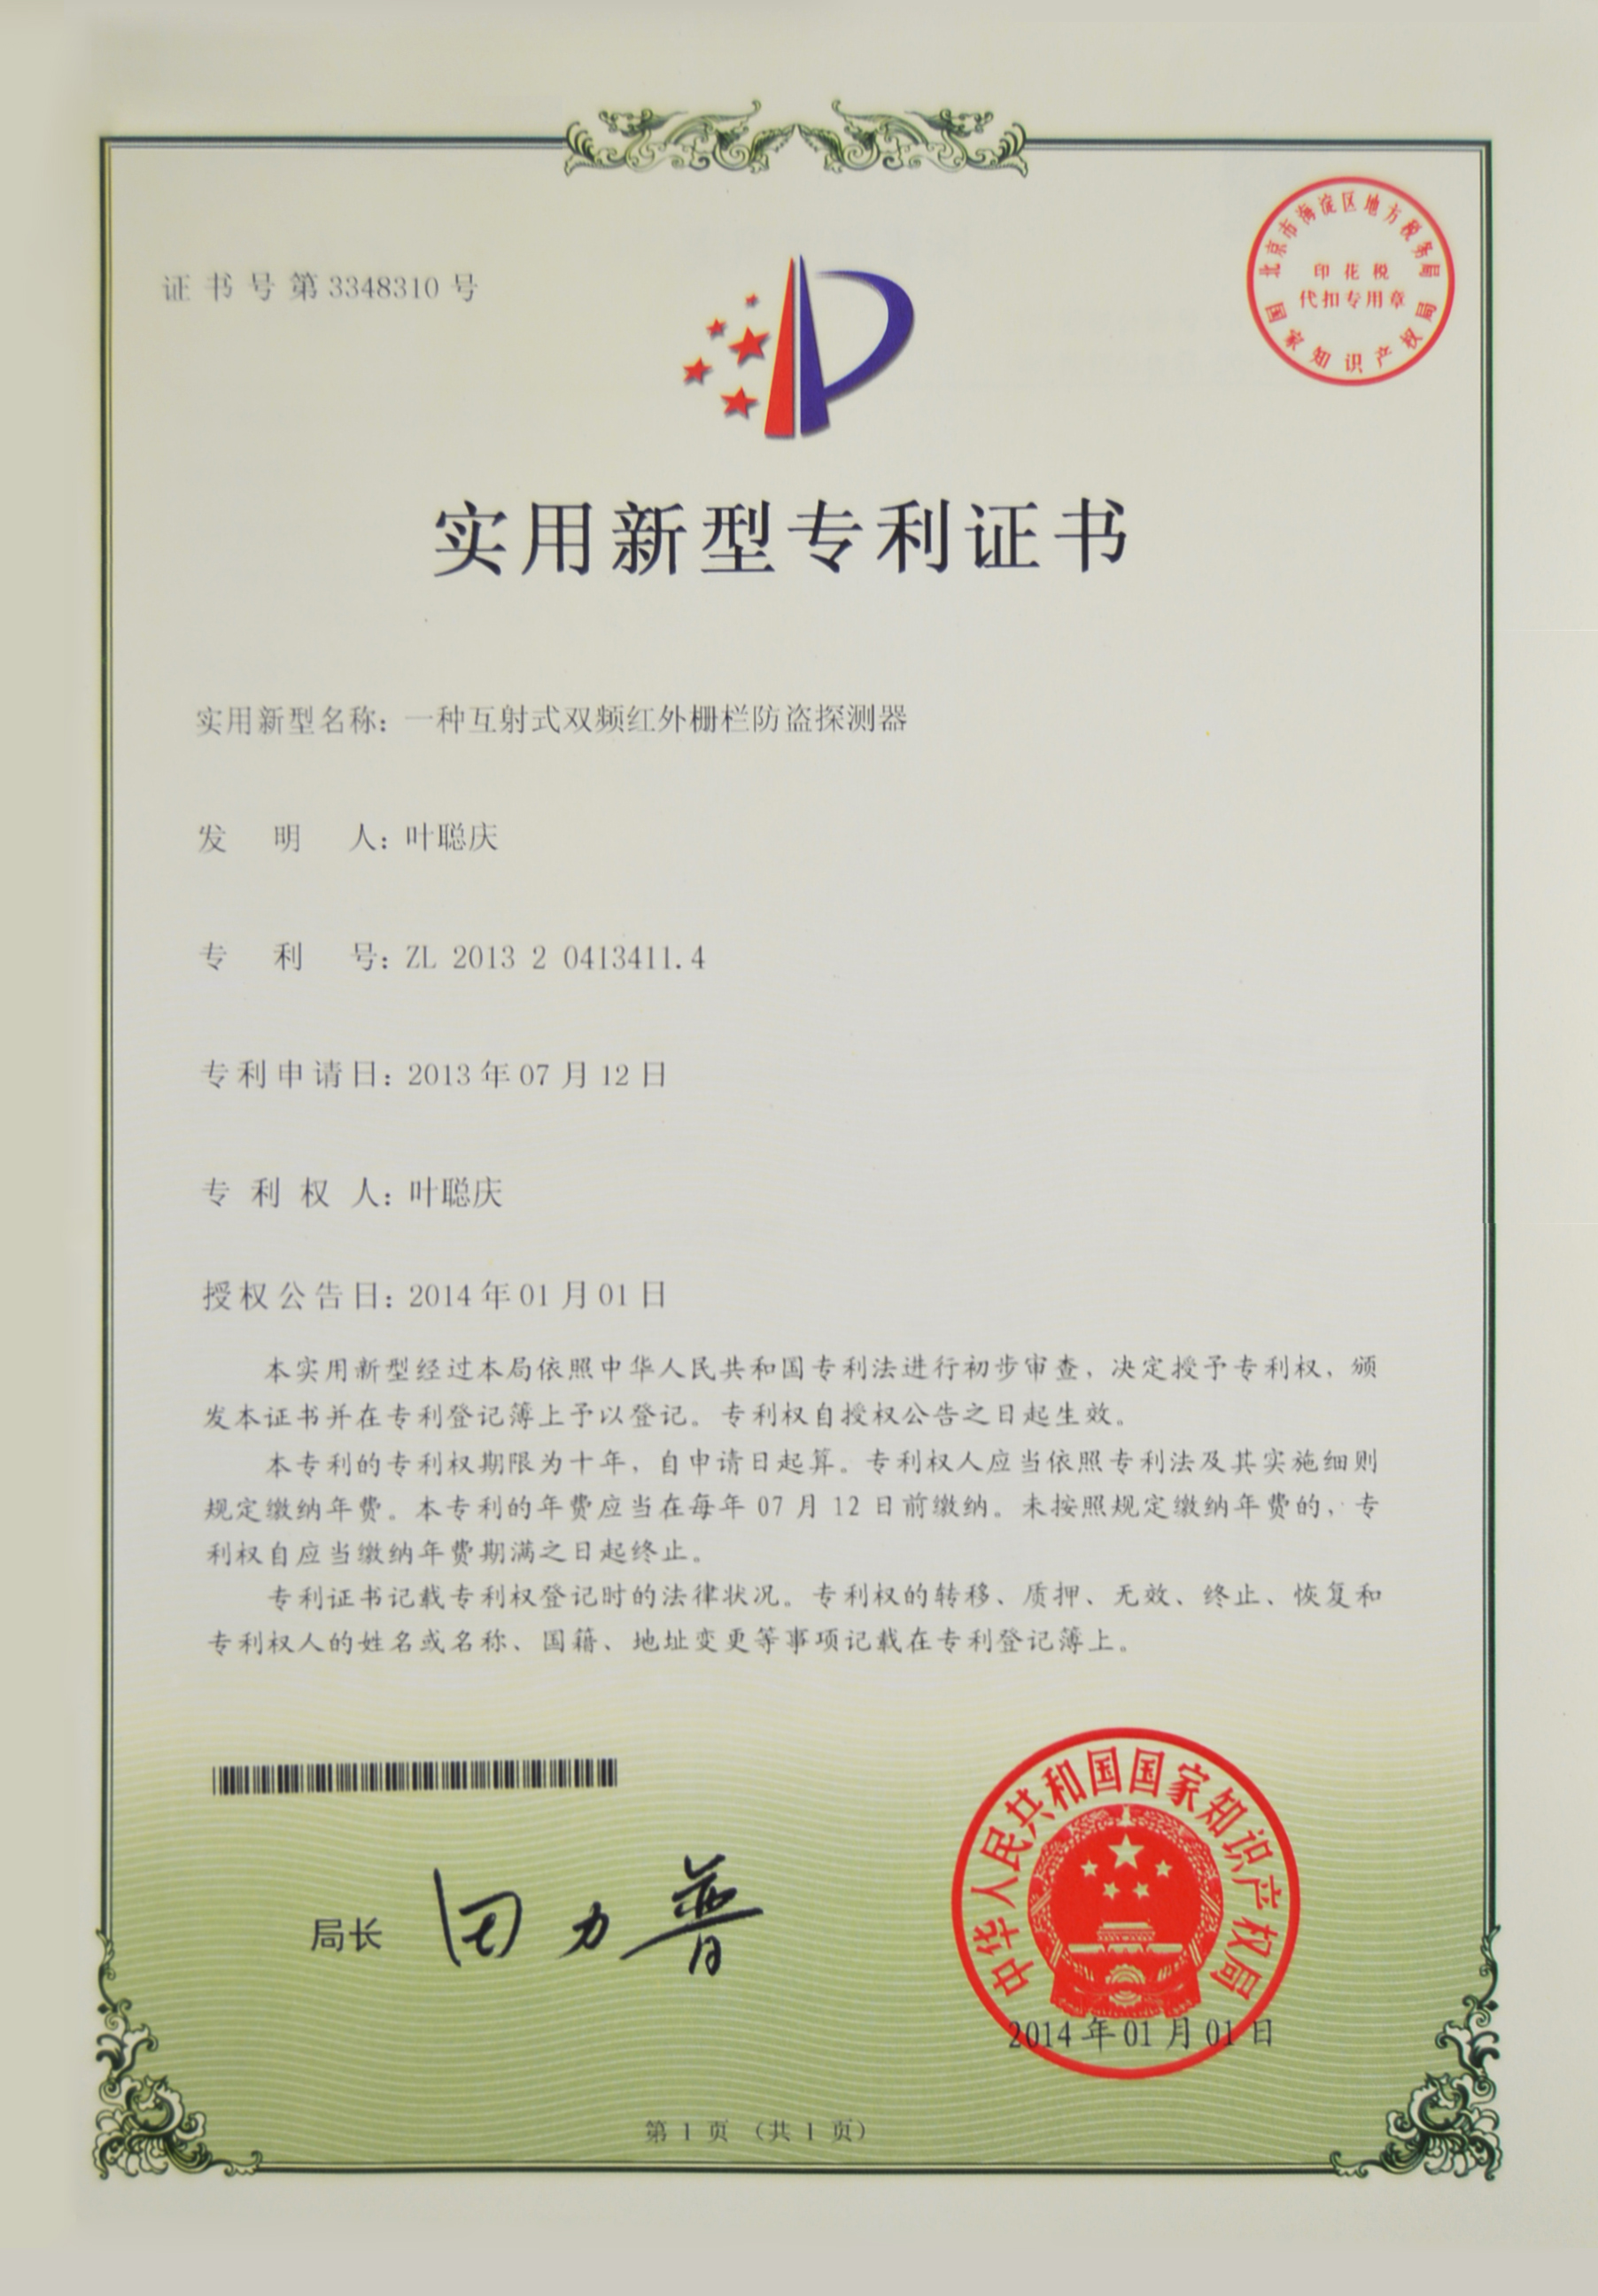 证书号第3348310号
北京市海淀区地方税务局
印花税
代扣专用章
国家知识产权局
实用新型专利证书
实用新型名称：一种互射式双频红外栅栏防盗探测器
发明人：叶聪庆
专利号：ZL 2013 2 0413411.4
专利申请日：2013年07月12日
专利权人：叶聪庆
授权公告日：2014年01月01日
本实用新型经过本局依照中华人民共和国专利法进行初步审查，决定授予专利权，颁
发本证书并在专利登记簿上予以登记。专利权自授权公告之日起生效。
本专利的专利权期限为十年，自申请日起算。专利权人应当依照专利法及其实施细则
规定缴纳年费。本专利的年费应当在每年07月12日前缴纳。未按照规定缴纳年费的，专
利权自应当缴纳年费期满之日起终止。
专利证书记载专利权登记时的法律状况。专利权的转移、质押、无效、终止、恢复和
专利权人的姓名或名称、国籍、地址变更等事项记载在专利登记簿上。
局长 田力普
中华人民共和国国家知识产权局
2014年01月01日
第1页（共1页）